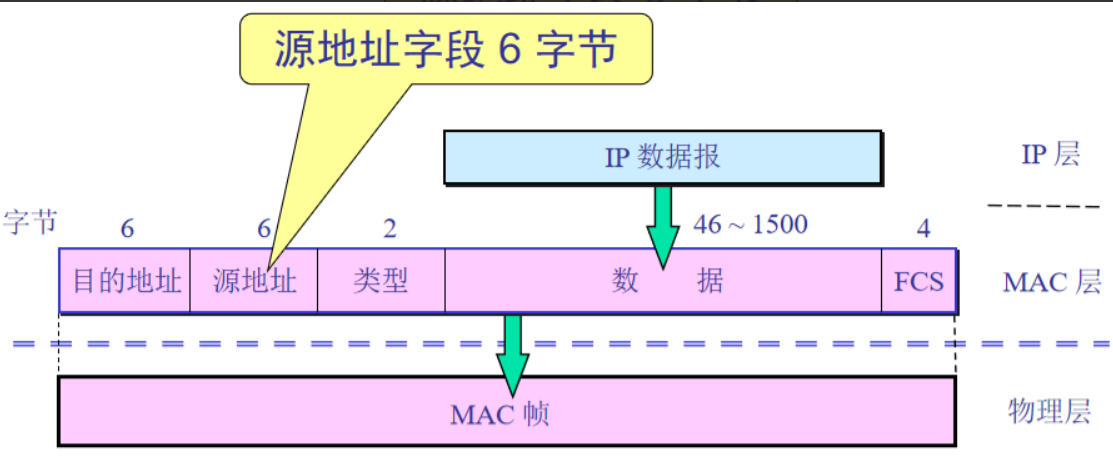 源地址字段 6 字节
IP 数据报
IP 层
字节
6
6
2
46 ~ 1500
4
目的地址
源地址
类型
数 据
FCS
MAC 层
MAC 帧
物理层